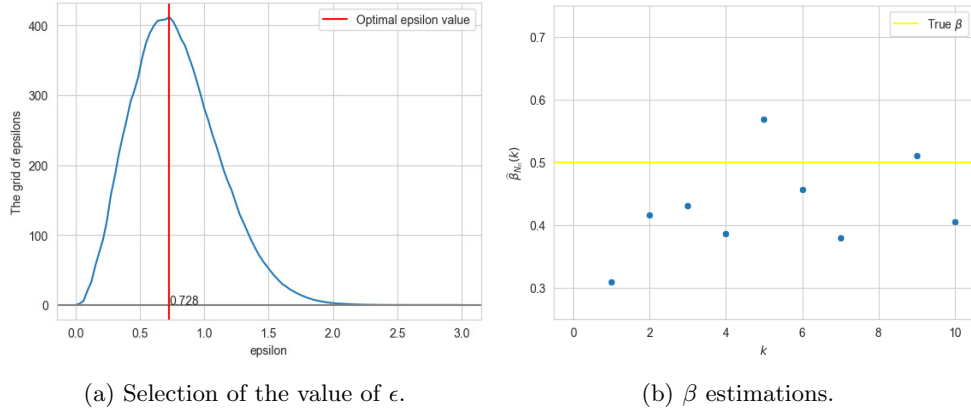 400
300
200
100
0
The grid of epsilons
Optimal epsilon value
0.728
0.0 0.5 1.0 1.5 2.0 2.5 3.0
epsilon
(a) Selection of the value of ϵ.
0.7
0.6
0.5
0.4
0.3
β̂_{N_n}(k)
True β
0 2 4 6 8 10
k
(b) β estimations.